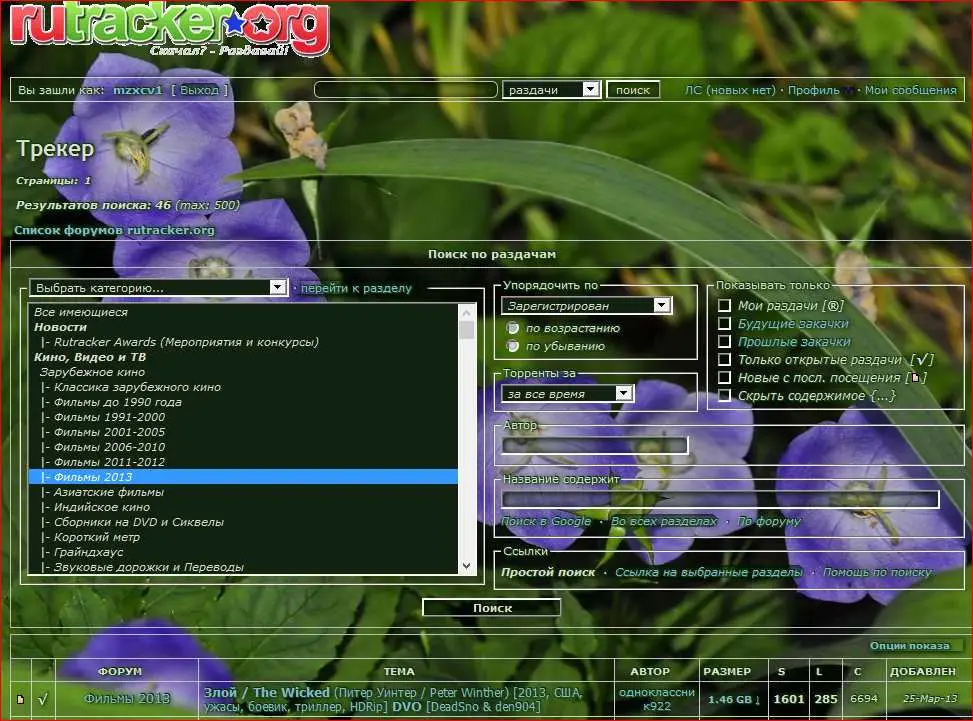 rutracker.org
Скачал? - Раздавай!
Вы зашли как: mzxcv1 [ Выход ]
раздачи
поиск
ЛС (новых нет) · Профиль · Мои сообщения
Трекер
Страницы: 1
Результатов поиска: 46 (max: 500)
Список форумов rutracker.org
Поиск по раздачам
Выбрать категорию...
· перейти к разделу
Все имеющиеся
Новости
|- Rutracker Awards (Мероприятия и конкурсы)
Кино, Видео и ТВ
Зарубежное кино
|- Классика зарубежного кино
|- Фильмы до 1990 года
|- Фильмы 1991-2000
|- Фильмы 2001-2005
|- Фильмы 2006-2010
|- Фильмы 2011-2012
|- Фильмы 2013
|- Азиатские фильмы
|- Индийское кино
|- Сборники на DVD и Сиквелы
|- Короткий метр
|- Грайндхаус
|- Звуковые дорожки и Переводы
Упорядочить по
Зарегистрирован
по возрастанию
по убыванию
Торренты за
за все время
Показывать только
Мои раздачи [®]
Будущие закачки
Прошлые закачки
Только открытые раздачи [√]
Новые с посл. посещения [ ]
Скрыть содержимое {...}
Автор
Название содержит
Поиск в Google · Во всех разделах · По форуму
Ссылки
Простой поиск · Ссылка на выбранные разделы · Помощь по поиску
Поиск
Опции показа
ФОРУМ ТЕМА АВТОР РАЗМЕР S L C ДОБАВЛЕН
√
Фильмы 2013
Злой / The Wicked (Питер Уинтер / Peter Winther) [2013, США,
ужасы, боевик, триллер, HDRip] DVO [DeadSno & den904]
одноклассни
к922
1.46 GB ↓
1601
285
6694
25-Мар-13